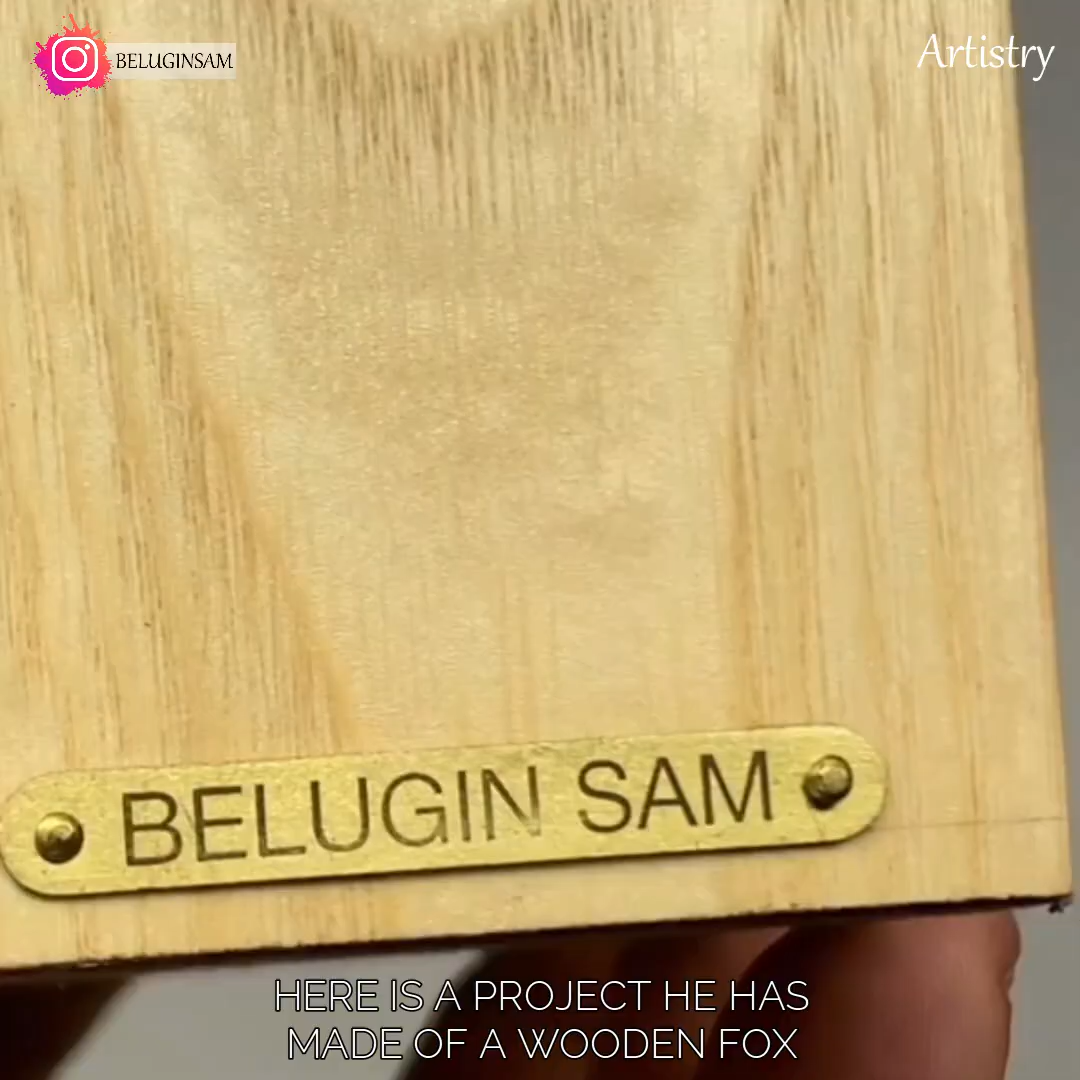 BELUGINSAM
Artistry
BELUGIN SAM
HERE IS A PROJECT HE HAS
MADE OF A WOODEN FOX